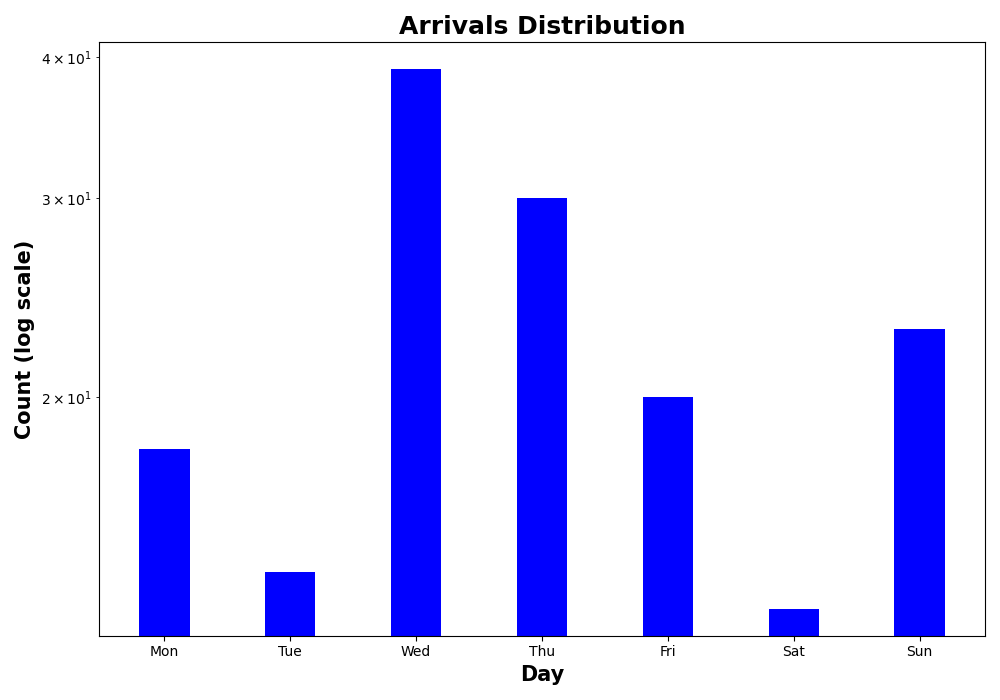 Arrivals Distribution
4 × 10¹
3 × 10¹
2 × 10¹
Count (log scale)
Mon Tue Wed Thu Fri Sat Sun
Day